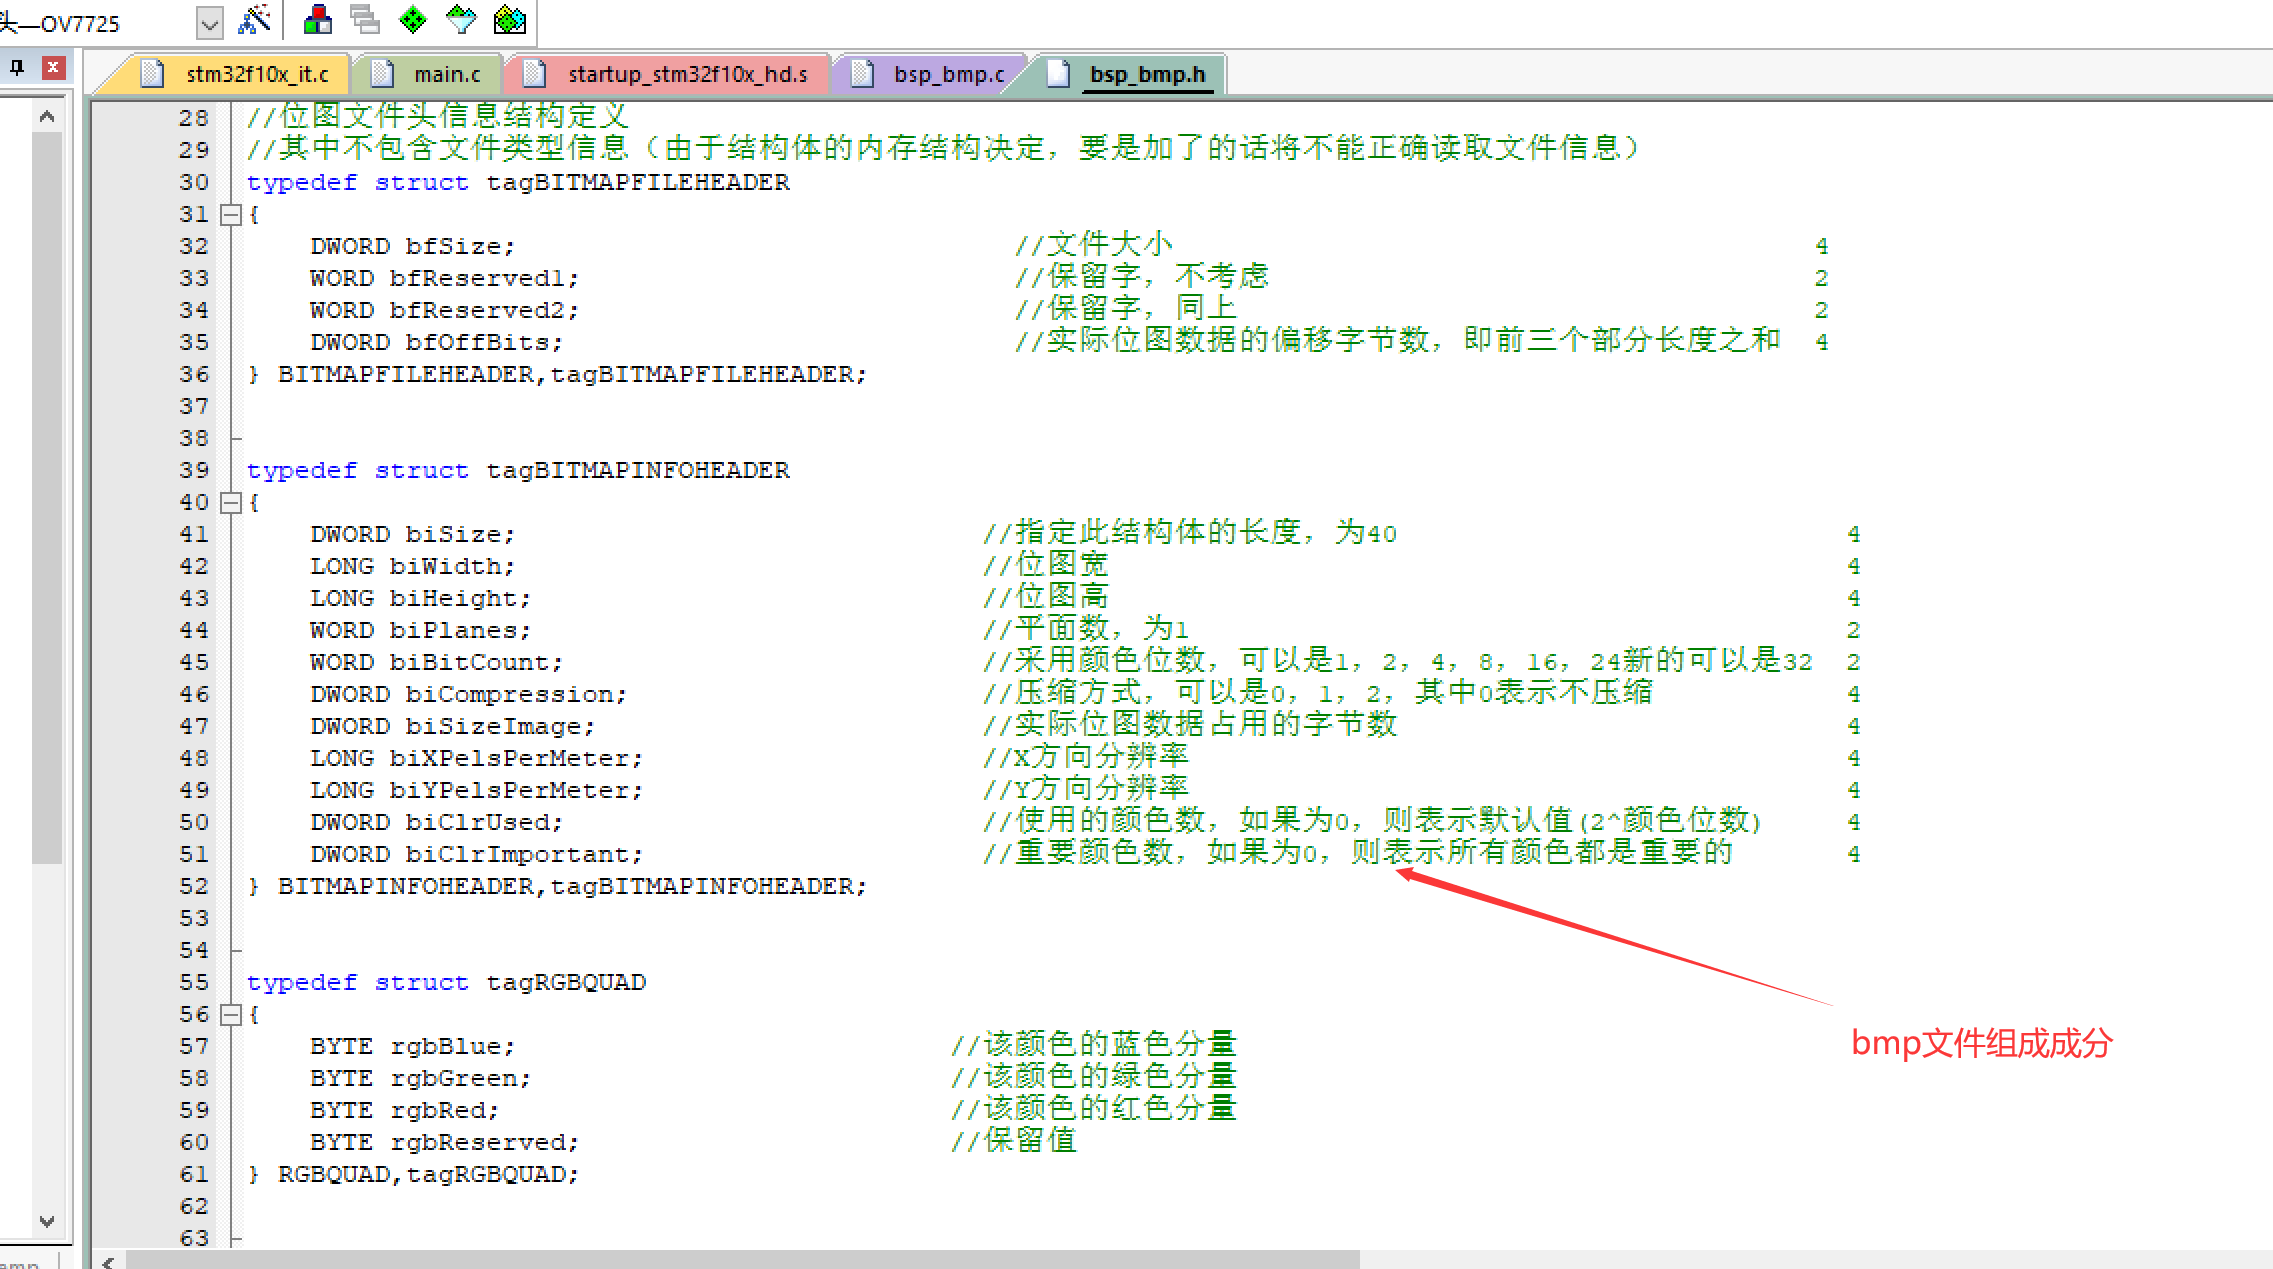 头—OV7725
stm32f10x_it.c main.c startup_stm32f10x_hd.s bsp_bmp.c bsp_bmp.h
28 //位图文件头信息结构定义
29 //其中不包含文件类型信息（由于结构体的内存结构决定，要是加了的话将不能正确读取文件信息）
30 typedef struct tagBITMAPFILEHEADER
31 {
32 DWORD bfSize; //文件大小 4
33 WORD bfReserved1; //保留字，不考虑 2
34 WORD bfReserved2; //保留字，同上 2
35 DWORD bfOffBits; //实际位图数据的偏移字节数，即前三个部分长度之和 4
36 } BITMAPFILEHEADER,tagBITMAPFILEHEADER;
37
38
39 typedef struct tagBITMAPINFOHEADER
40 {
41 DWORD biSize; //指定此结构体的长度，为40 4
42 LONG biWidth; //位图宽 4
43 LONG biHeight; //位图高 4
44 WORD biPlanes; //平面数，为1 2
45 WORD biBitCount; //采用颜色位数，可以是1，2，4，8，16，24新的可以是32 2
46 DWORD biCompression; //压缩方式，可以是0，1，2，其中0表示不压缩 4
47 DWORD biSizeImage; //实际位图数据占用的字节数 4
48 LONG biXPelsPerMeter; //X方向分辨率 4
49 LONG biYPelsPerMeter; //Y方向分辨率 4
50 DWORD biClrUsed; //使用的颜色数，如果为0，则表示默认值(2^颜色位数) 4
51 DWORD biClrImportant; //重要颜色数，如果为0，则表示所有颜色都是重要的 4
52 } BITMAPINFOHEADER,tagBITMAPINFOHEADER;
53
54
55 typedef struct tagRGBQUAD
56 {
bmp文件组成成分
57 BYTE rgbBlue; //该颜色的蓝色分量
58 BYTE rgbGreen; //该颜色的绿色分量
59 BYTE rgbRed; //该颜色的红色分量
60 BYTE rgbReserved; //保留值
61 } RGBQUAD,tagRGBQUAD;
62
63